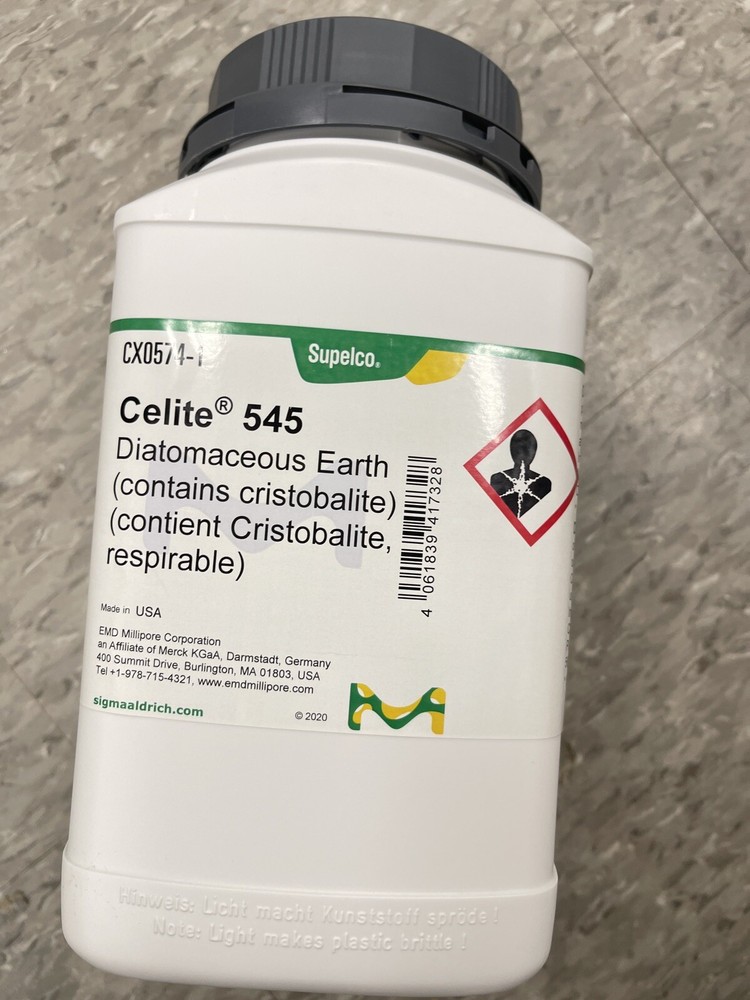 CX0574-1
Supelco®
Celite® 545
Diatomaceous Earth
(contains cristobalite)
(contient Cristobalite,
respirable)
4 061839 417328
Made in USA
EMD Millipore Corporation
an Affiliate of Merck KGaA, Darmstadt, Germany
400 Summit Drive, Burlington, MA 01803, USA
Tel +1-978-715-4321, www.emdmillipore.com
sigmaaldrich.com
© 2020
Hinweis: Licht macht Kunststoff spröde !
Note: Light makes plastic brittle !